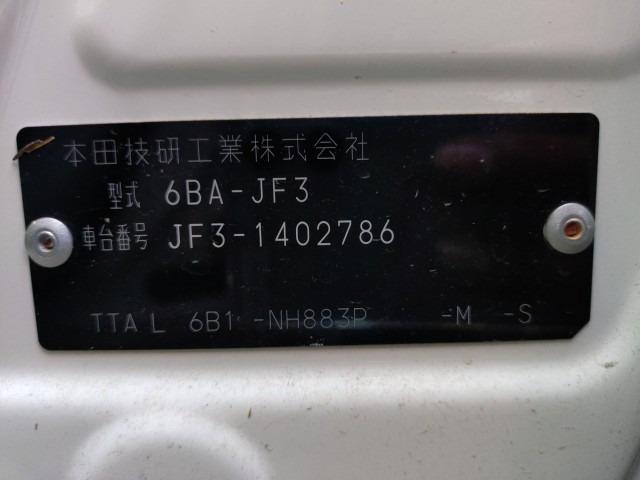 本田技研工業株式会社
型式 6BA-JF3
車台番号 JF3-1402786
TTA L 6B1 -NH883P -M -S